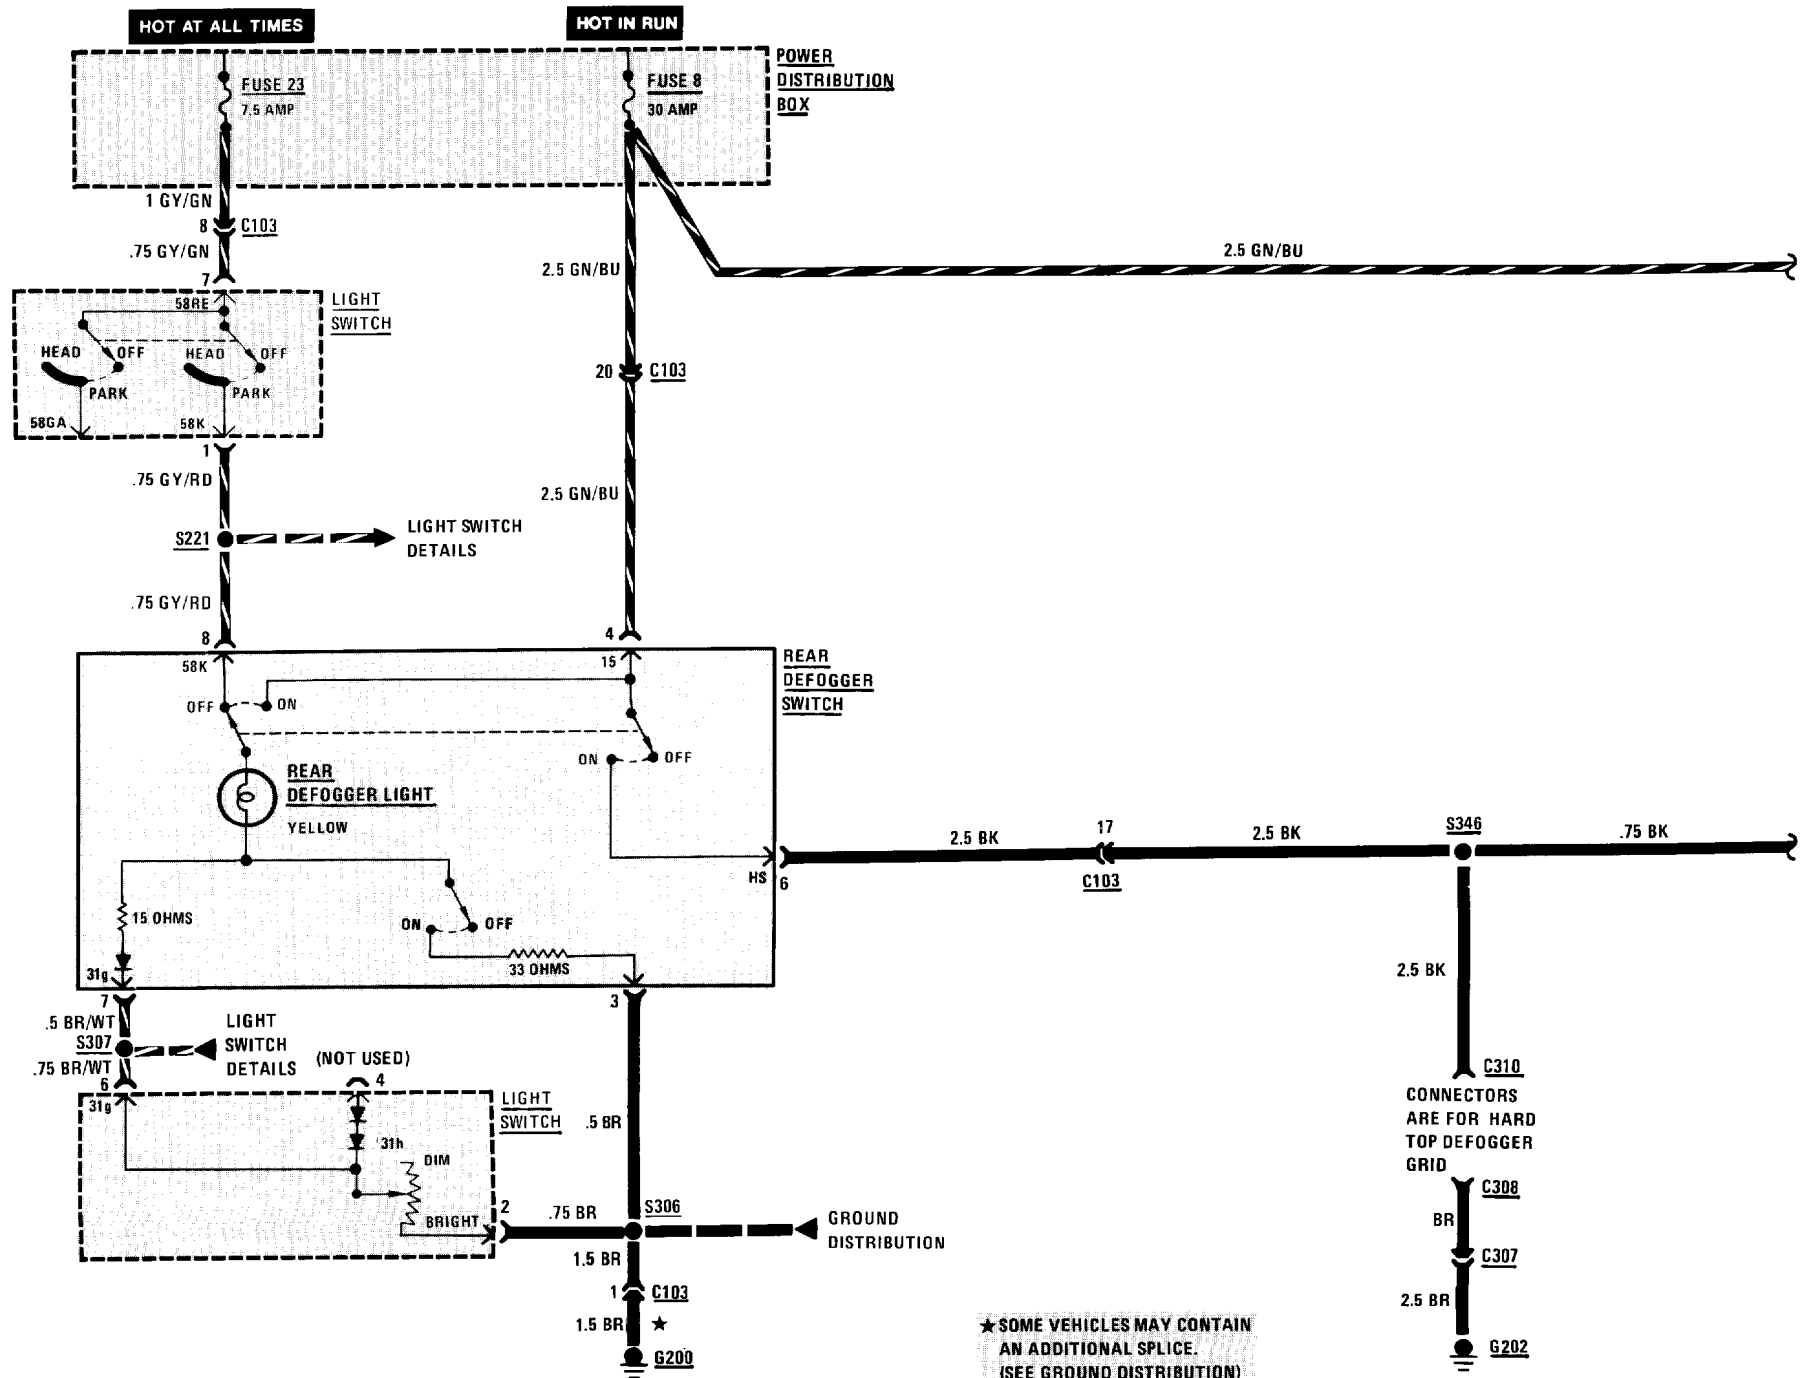 HOT AT ALL TIMES
HOT IN RUN
POWER
DISTRIBUTION
BOX
FUSE 23
7.5 AMP
FUSE 8
30 AMP
1 GY/GN
8 C103
.75 GY/GN
7
2.5 GN/BU
2.5 GN/BU
58RE
LIGHT
SWITCH
HEAD OFF
PARK
HEAD OFF
PARK
58GA
58K
20 C103
1
.75 GY/RD
2.5 GN/BU
S221
LIGHT SWITCH
DETAILS
.75 GY/RD
8
4
58K
15
REAR
DEFOGGER
SWITCH
OFF ON
ON OFF
REAR
DEFOGGER LIGHT
YELLOW
2.5 BK
17
C103
2.5 BK
S346
.75 BK
HS
6
15 OHMS
ON OFF
33 OHMS
31g
7
3
2.5 BK
.5 BR/WT
S307
.75 BR/WT
6
LIGHT
SWITCH
DETAILS
(NOT USED)
4
31g
LIGHT
SWITCH
31h
DIM
BRIGHT
2
.5 BR
.75 BR
S306
GROUND
DISTRIBUTION
1.5 BR
1 C103
1.5 BR ★
G200
C310
CONNECTORS
ARE FOR HARD
TOP DEFOGGER
GRID
C308
BR
C307
2.5 BR
G202
★SOME VEHICLES MAY CONTAIN
AN ADDITIONAL SPLICE.
(SEE GROUND DISTRIBUTION)